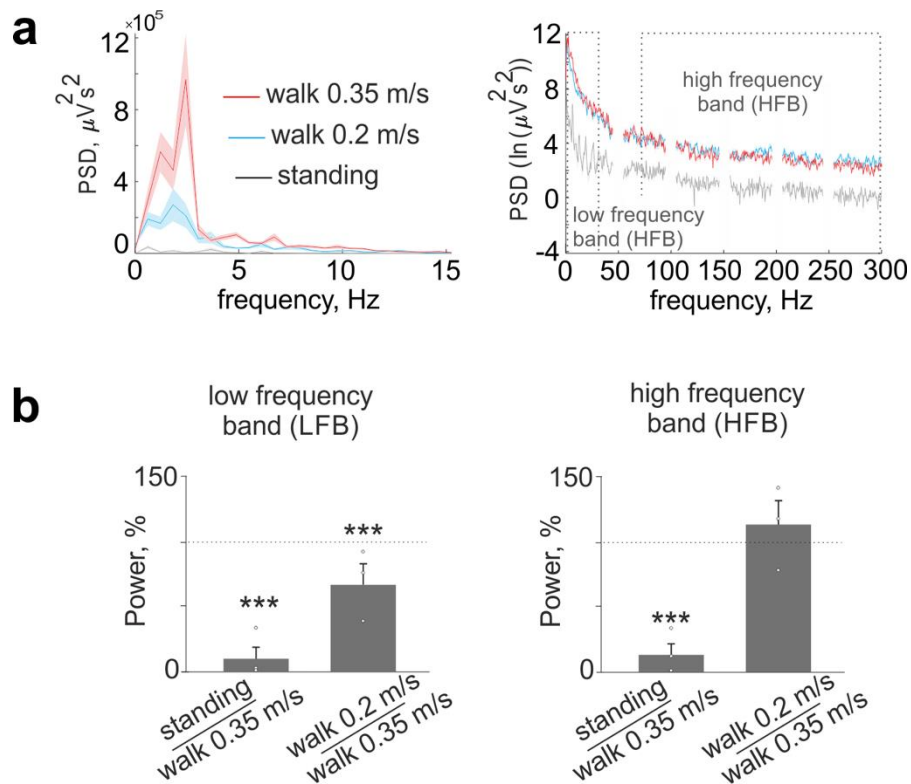 a
×10⁵
12
8
4
0
PSD, µV²s²
walk 0.35 m/s
walk 0.2 m/s
standing
0 5 10 15
frequency, Hz
12
8
4
0
-4
PSD (ln (µV²s²))
high frequency
band (HFB)
low frequency
band (HFB)
0 50 100 150 200 250 300
frequency, Hz
b
low frequency
band (LFB)
150
0
Power, %
***
***
standing
walk 0.35 m/s
walk 0.2 m/s
walk 0.35 m/s
high frequency
band (HFB)
150
0
Power, %
***
standing
walk 0.35 m/s
walk 0.2 m/s
walk 0.35 m/s